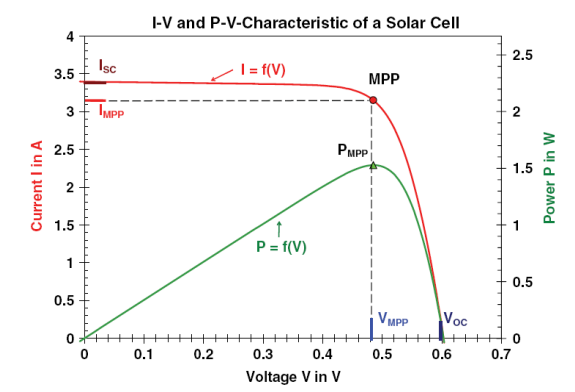 I-V and P-V-Characteristic of a Solar Cell
4
3.5
3
2.5
2
1.5
1
0.5
0
Current I in A
2.5
2
1.5
1
0.5
0
Power P in W
ISC
I = f(V)
MPP
IMPP
PMPP
P = f(V)
VMPP
VOC
0 0.1 0.2 0.3 0.4 0.5 0.6 0.7
Voltage V in V